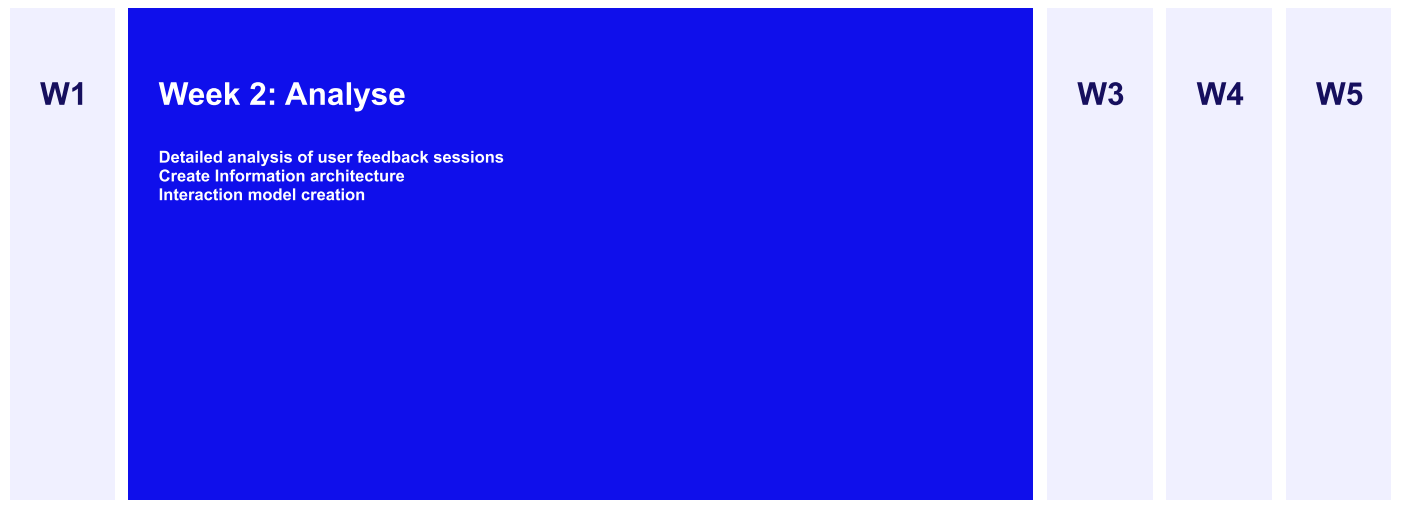 W1
Week 2: Analyse
Detailed analysis of user feedback sessions
Create Information architecture
Interaction model creation
W3
W4
W5